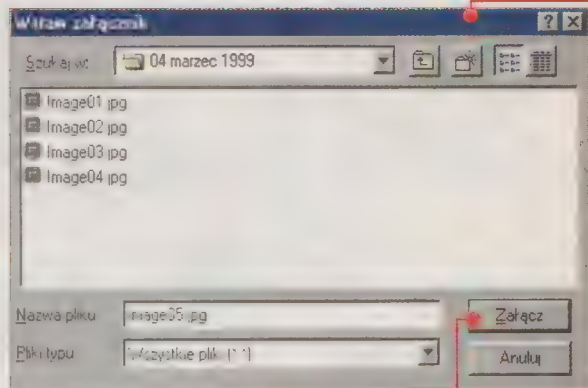 Wstaw załącznik
Szukaj w: 04 marzec 1999
Image01.jpg
Image02.jpg
Image03.jpg
Image04.jpg
Nazwa pliku: image05.jpg Załącz
Pliki typu: Wszystkie pliki (*.*) Anuluj